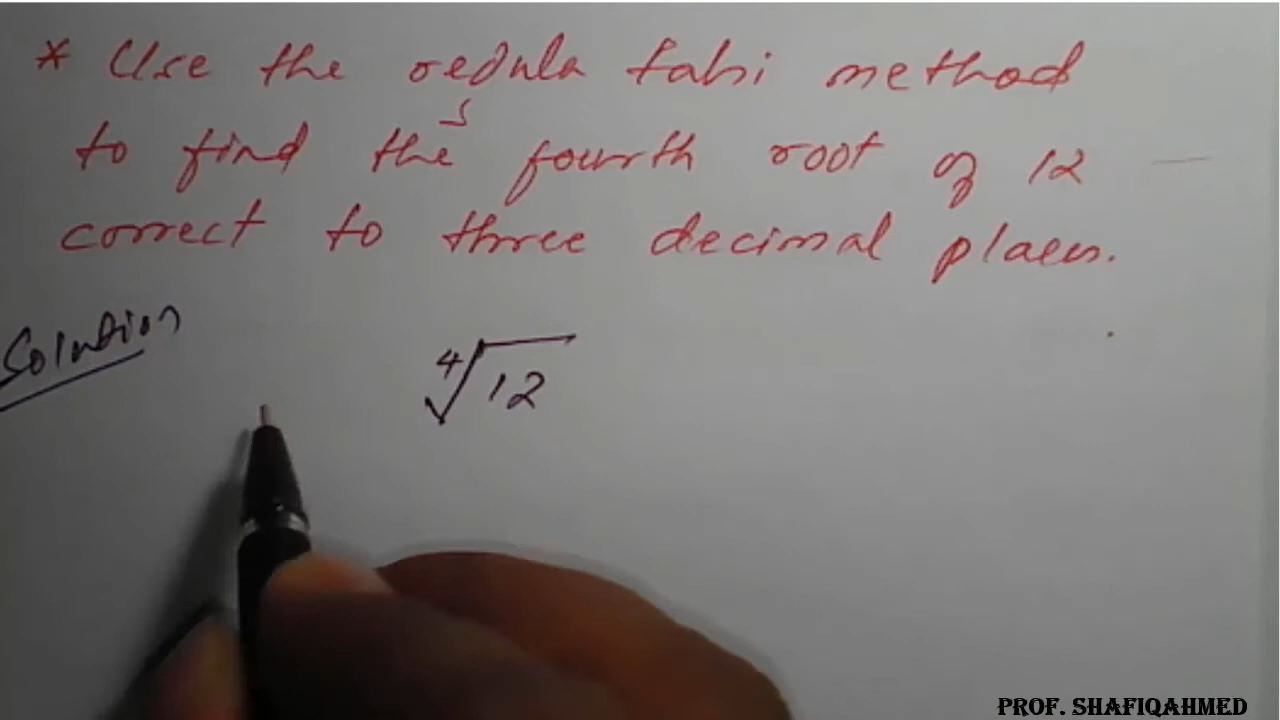 * Use the regula falsi method
to find the fourth root of 12
correct to three decimal places.
Solution
4√12
PROF. SHAFIQAHMED